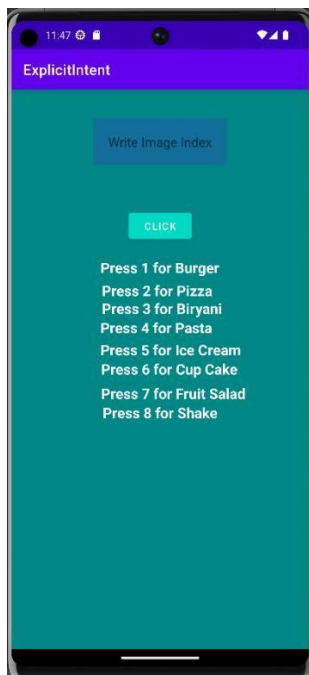 11:47
ExplicitIntent
Write Image Index
CLICK
Press 1 for Burger
Press 2 for Pizza
Press 3 for Biryani
Press 4 for Pasta
Press 5 for Ice Cream
Press 6 for Cup Cake
Press 7 for Fruit Salad
Press 8 for Shake